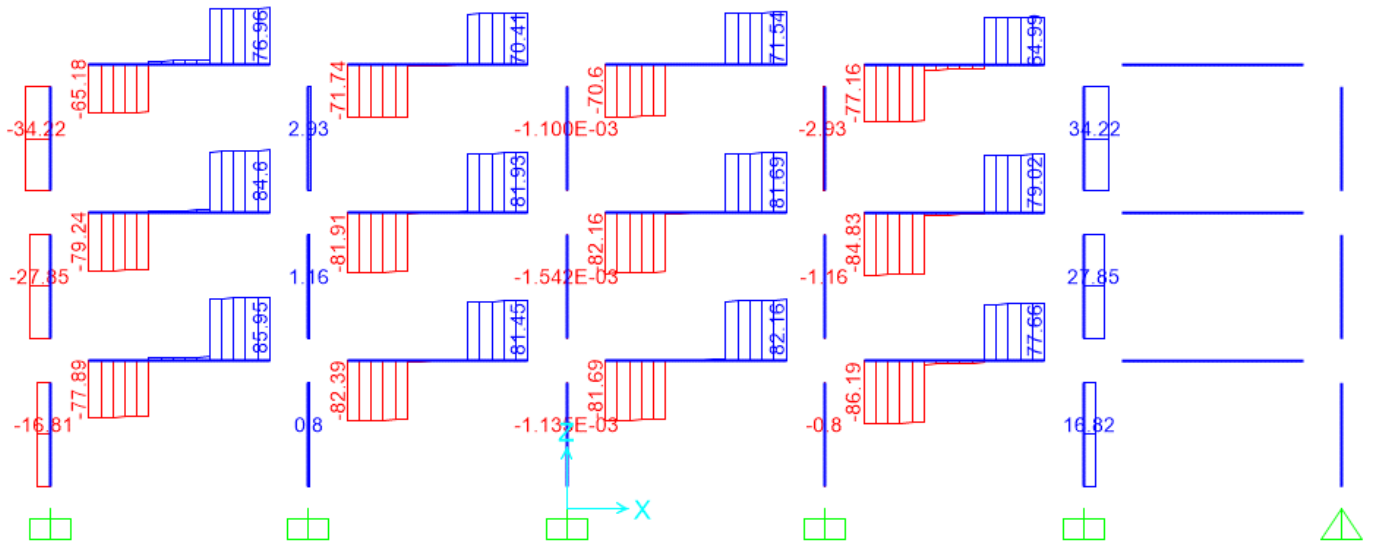 -65.18 76.96 -71.74 70.41 -70.6 71.54 -77.16 64.99
-34.22 2.93 -1.100E-03 -2.93 34.22
-79.24 84.6 -81.91 81.93 -82.16 81.69 -84.83 79.02
-27.85 1.16 -1.542E-03 -1.16 27.85
-77.89 85.95 -82.39 81.45 -81.69 82.16 -86.19 77.66
-16.81 0.8 -0.8 16.82
Z
X